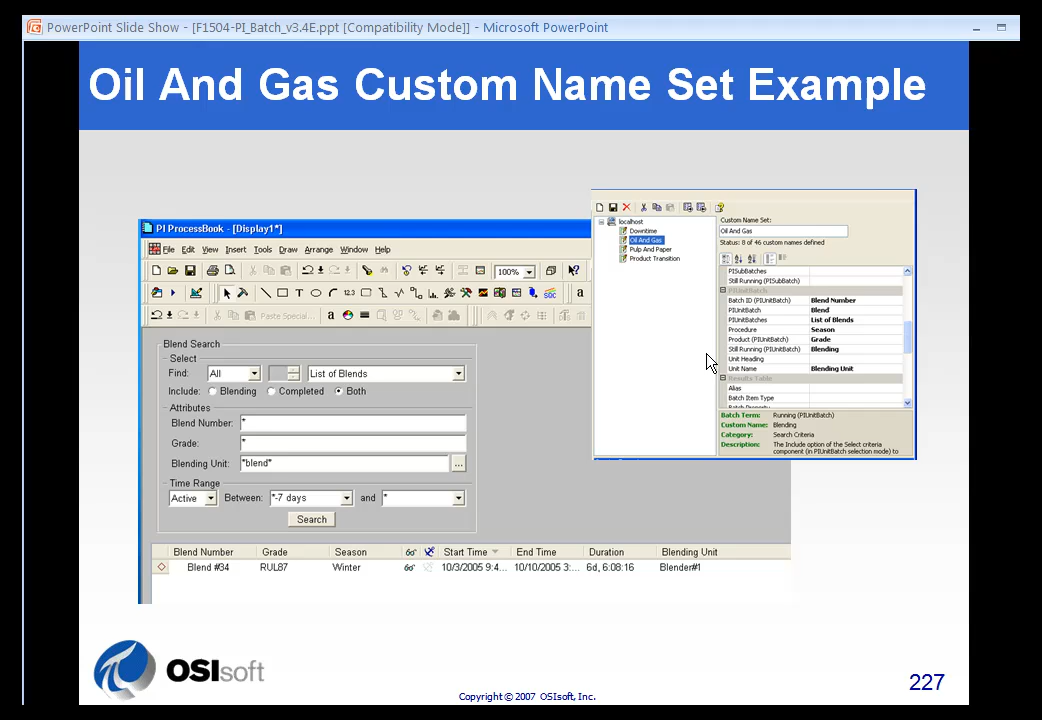 PowerPoint Slide Show - [F1504-PI_Batch_v3.4E.ppt [Compatibility Mode]] - Microsoft PowerPoint
Oil And Gas Custom Name Set Example
PI ProcessBook - [Display1*]
File Edit View Insert Tools Draw Arrange Window Help
100%
123
SQC
a
Paste Special...
a
Blend Search
Select
Find: All List of Blends
Include: Blending Completed Both
Attributes
Blend Number: *
Grade: *
Blending Unit: *blend* ...
Time Range
Active Between: *-7 days and *
Search
Blend Number Grade Season Start Time End Time Duration Blending Unit
Blend #34 RUL87 Winter 10/3/2005 9:4... 10/10/2005 3:... 6d, 6:08:16 Blender#1
localhost
Downtime
Oil And Gas
Pulp And Paper
Product Transition
Custom Name Set:
Oil And Gas
Status: 8 of 46 custom names defined
PISubBatches
Still Running (PISubBatch)
PIUnitBatch
Batch ID (PIUnitBatch) Blend Number
PIUnitBatch Blend
PIUnitBatches List of Blends
Procedure Season
Product (PIUnitBatch) Grade
Still Running (PIUnitBatch) Blending
Unit Heading
Unit Name Blending Unit
Results Table
Alias
Batch Item Type
Batch Property
Batch Term: Running (PIUnitBatch)
Custom Name: Blending
Category: Search Criteria
Description: The Include option of the Select criteria
component (in PIUnitBatch selection mode) to
OSIsoft
Copyright © 2007 OSIsoft, Inc.
227